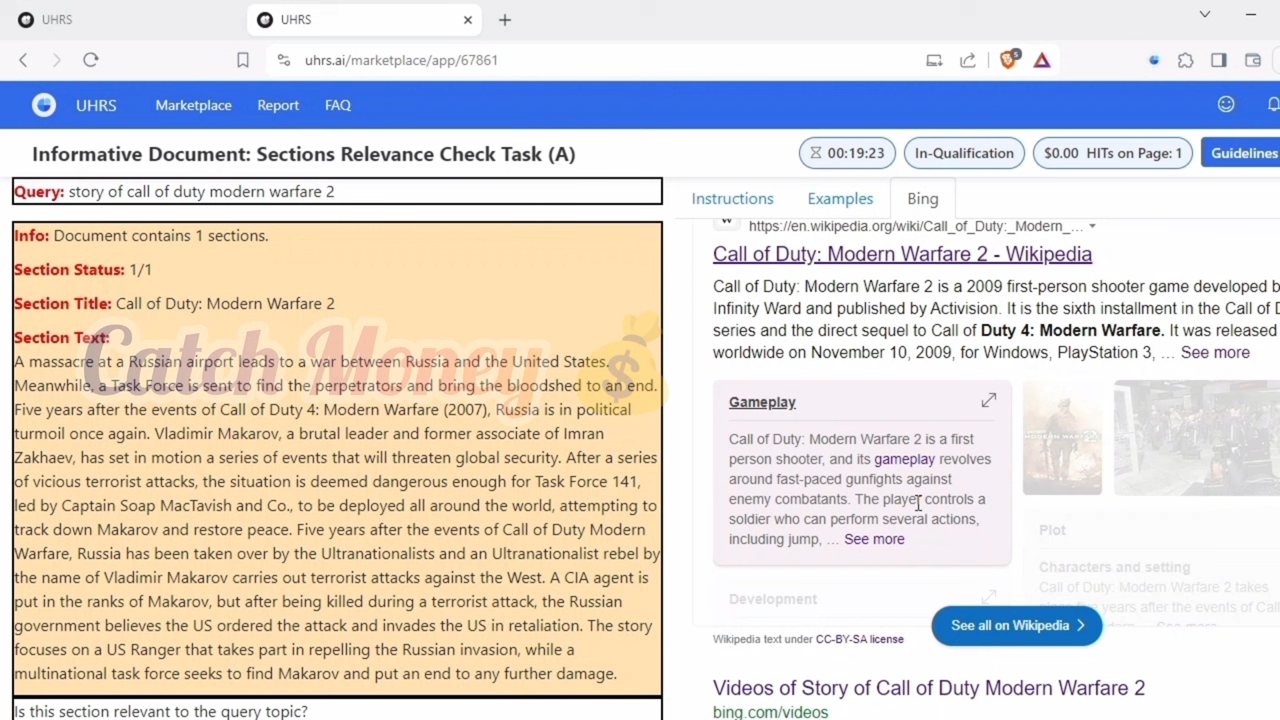 UHRS
UHRS
uhrs.ai/marketplace/app/67861
5
UHRS Marketplace Report FAQ
Informative Document: Sections Relevance Check Task (A)
00:19:23
In-Qualification
$0.00 HITs on Page: 1
Guidelines
Query: story of call of duty modern warfare 2
Info: Document contains 1 sections.
Section Status: 1/1
Section Title: Call of Duty: Modern Warfare 2
Section Text:
A massacre at a Russian airport leads to a war between Russia and the United States.
Meanwhile, a Task Force is sent to find the perpetrators and bring the bloodshed to an end.
Five years after the events of Call of Duty 4: Modern Warfare (2007), Russia is in political
turmoil once again. Vladimir Makarov, a brutal leader and former associate of Imran
Zakhaev, has set in motion a series of events that will threaten global security. After a series
of vicious terrorist attacks, the situation is deemed dangerous enough for Task Force 141,
led by Captain Soap MacTavish and Co., to be deployed all around the world, attempting to
track down Makarov and restore peace. Five years after the events of Call of Duty Modern
Warfare, Russia has been taken over by the Ultranationalists and an Ultranationalist rebel by
the name of Vladimir Makarov carries out terrorist attacks against the West. A CIA agent is
put in the ranks of Makarov, but after being killed during a terrorist attack, the Russian
government believes the US ordered the attack and invades the US in retaliation. The story
focuses on a US Ranger that takes part in repelling the Russian invasion, while a
multinational task force seeks to find Makarov and put an end to any further damage.
Is this section relevant to the query topic?
Catch Money
Instructions Examples Bing
https://en.wikipedia.org/wiki/Call_of_Duty:_Modern_...
Call of Duty: Modern Warfare 2 - Wikipedia
Call of Duty: Modern Warfare 2 is a 2009 first-person shooter game developed b
Infinity Ward and published by Activision. It is the sixth installment in the Call of D
series and the direct sequel to Call of Duty 4: Modern Warfare. It was released
worldwide on November 10, 2009, for Windows, PlayStation 3, … See more
Gameplay
Call of Duty: Modern Warfare 2 is a first
person shooter, and its gameplay revolves
around fast-paced gunfights against
enemy combatants. The player controls a
soldier who can perform several actions,
including jump, … See more
Development
Plot
Characters and setting
Call of Duty: Modern Warfare 2 takes
place five years after the events of Call
See all on Wikipedia
Wikipedia text under CC-BY-SA license
Videos of Story of Call of Duty Modern Warfare 2
bing.com/videos